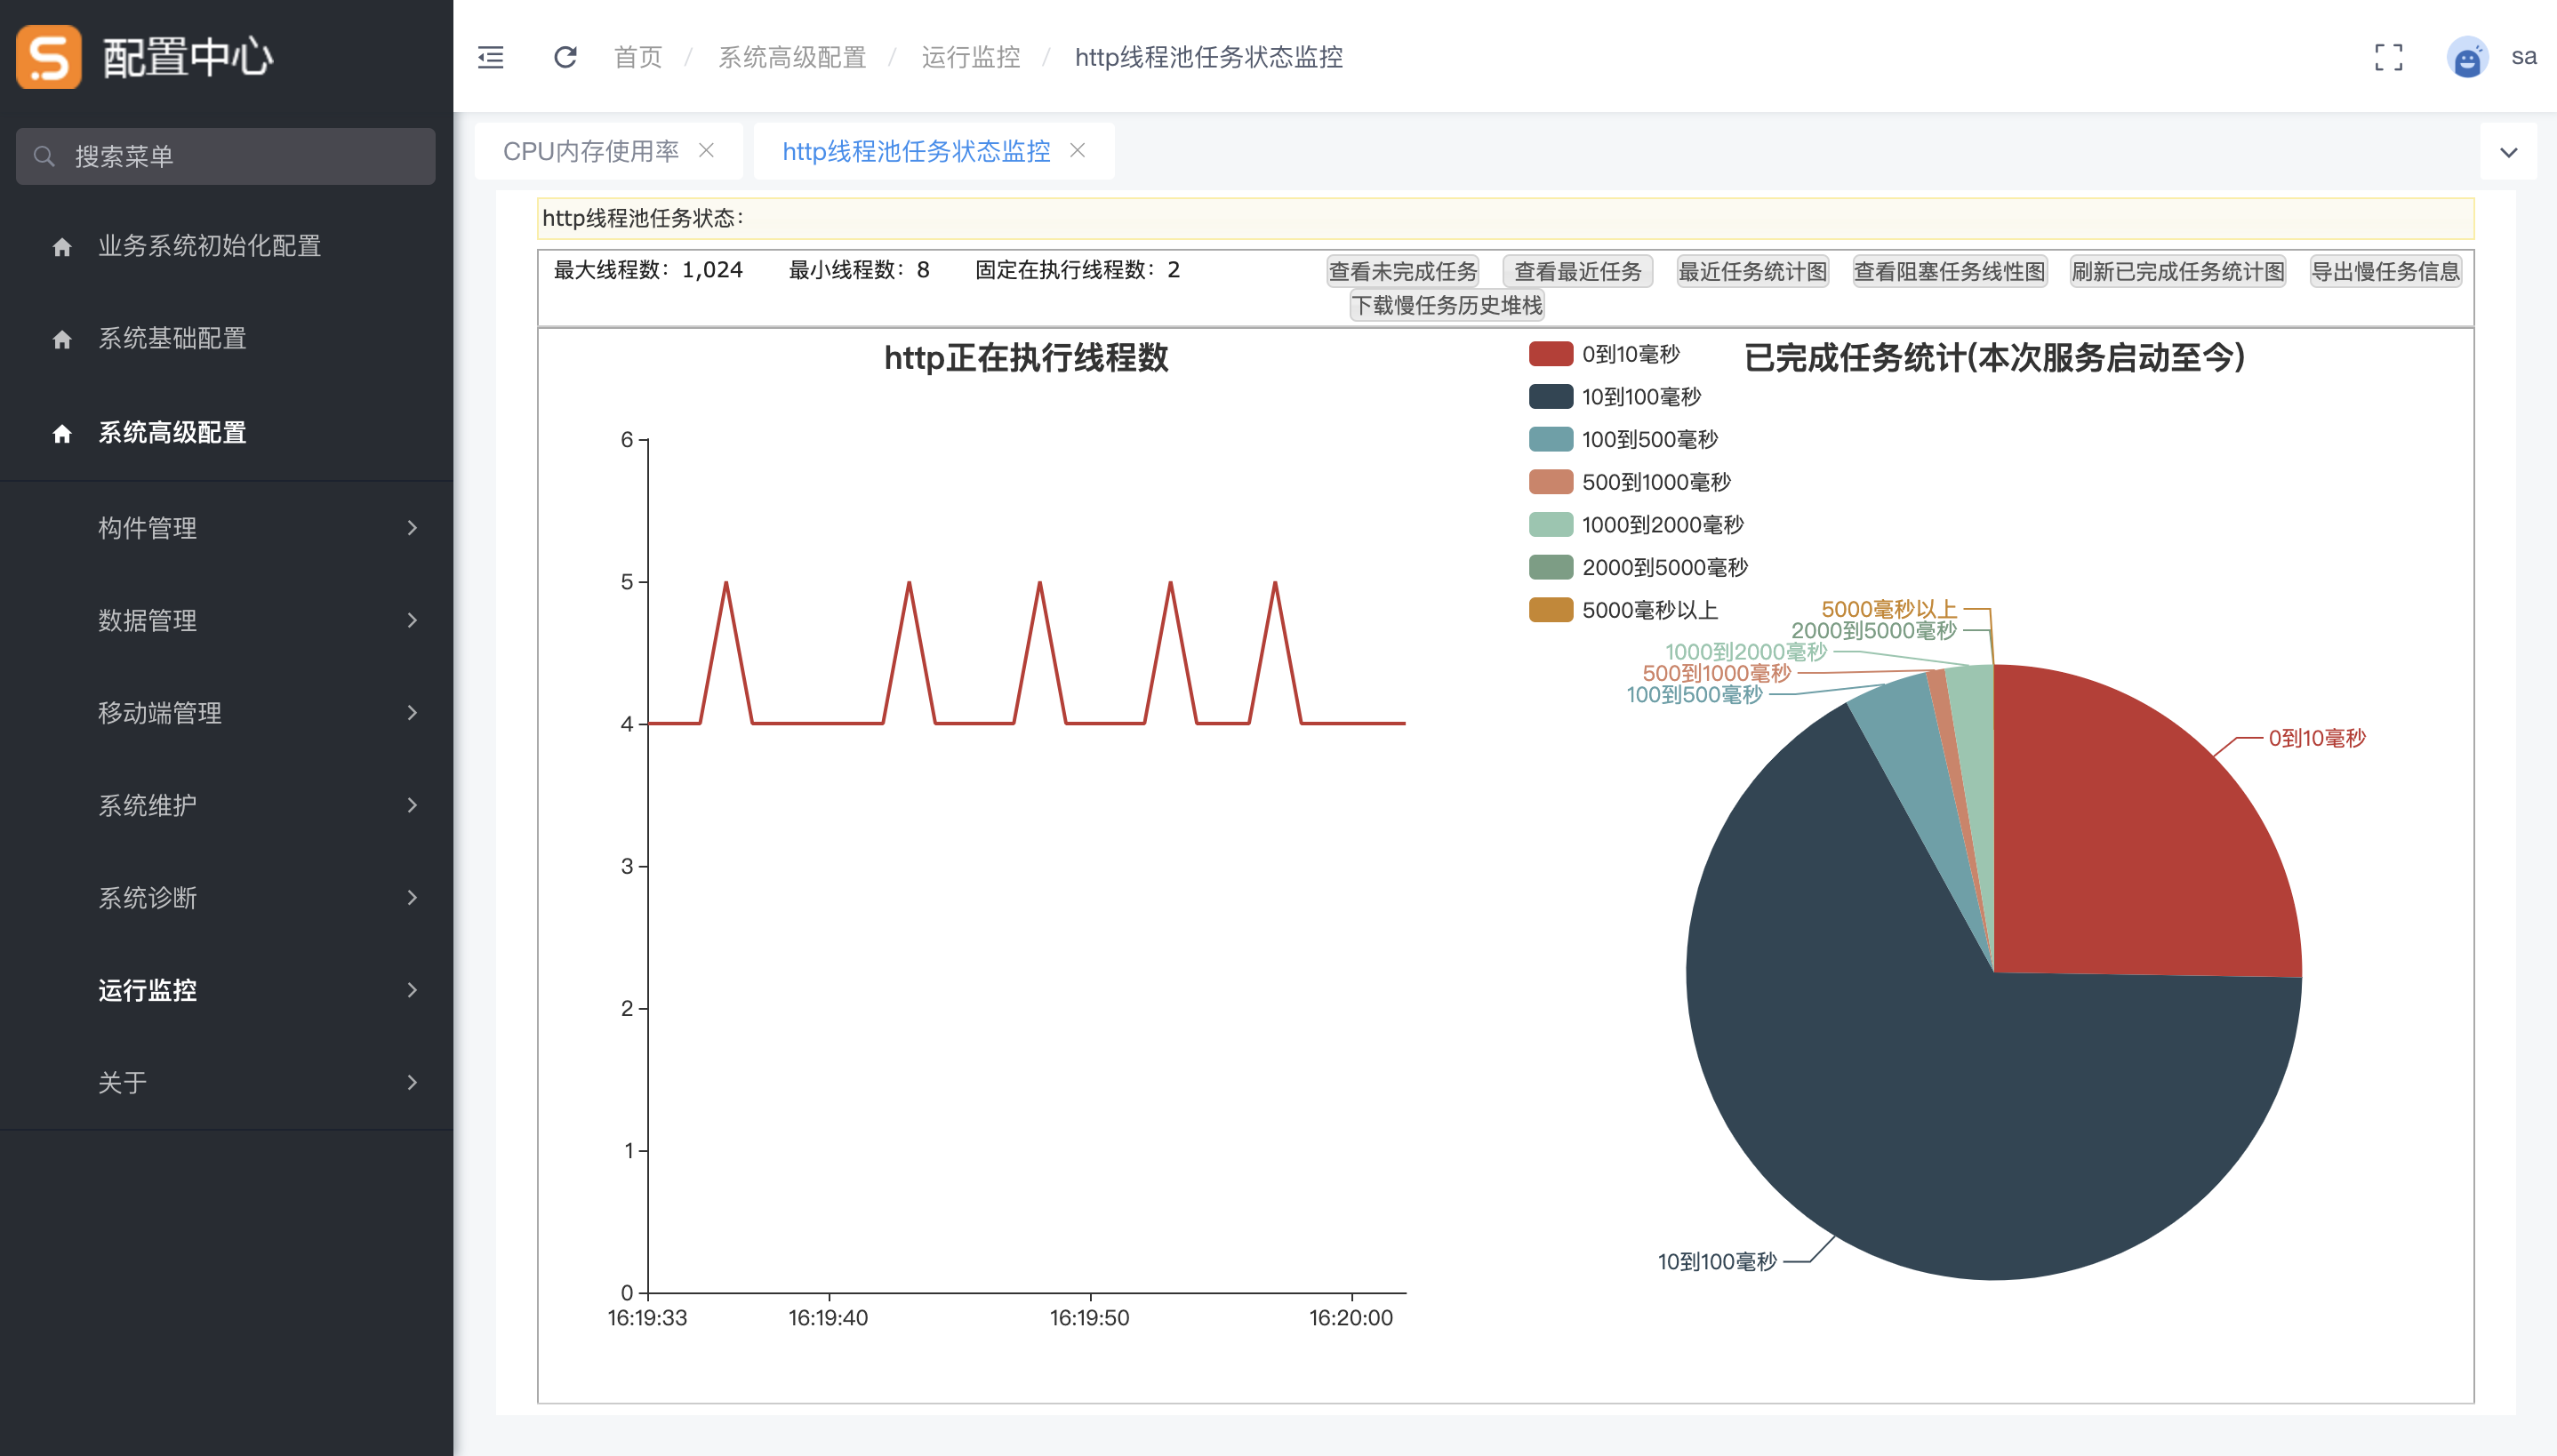 配置中心
首页 / 系统高级配置 / 运行监控 / http线程池任务状态监控
sa
搜索菜单
CPU内存使用率
http线程池任务状态监控
业务系统初始化配置
系统基础配置
系统高级配置
构件管理
数据管理
移动端管理
系统维护
系统诊断
运行监控
关于
http线程池任务状态：
最大线程数：1,024 最小线程数：8 固定在执行线程数：2
查看未完成任务 查看最近任务 最近任务统计图 查看阻塞任务线性图 刷新已完成任务统计图 导出慢任务信息
下载慢任务历史堆栈
http正在执行线程数
6
5
4
3
2
1
0
16:19:33 16:19:40 16:19:50 16:20:00
已完成任务统计(本次服务启动至今)
0到10毫秒
10到100毫秒
100到500毫秒
500到1000毫秒
1000到2000毫秒
2000到5000毫秒
5000毫秒以上
5000毫秒以上
2000到5000毫秒
1000到2000毫秒
500到1000毫秒
100到500毫秒
0到10毫秒
10到100毫秒